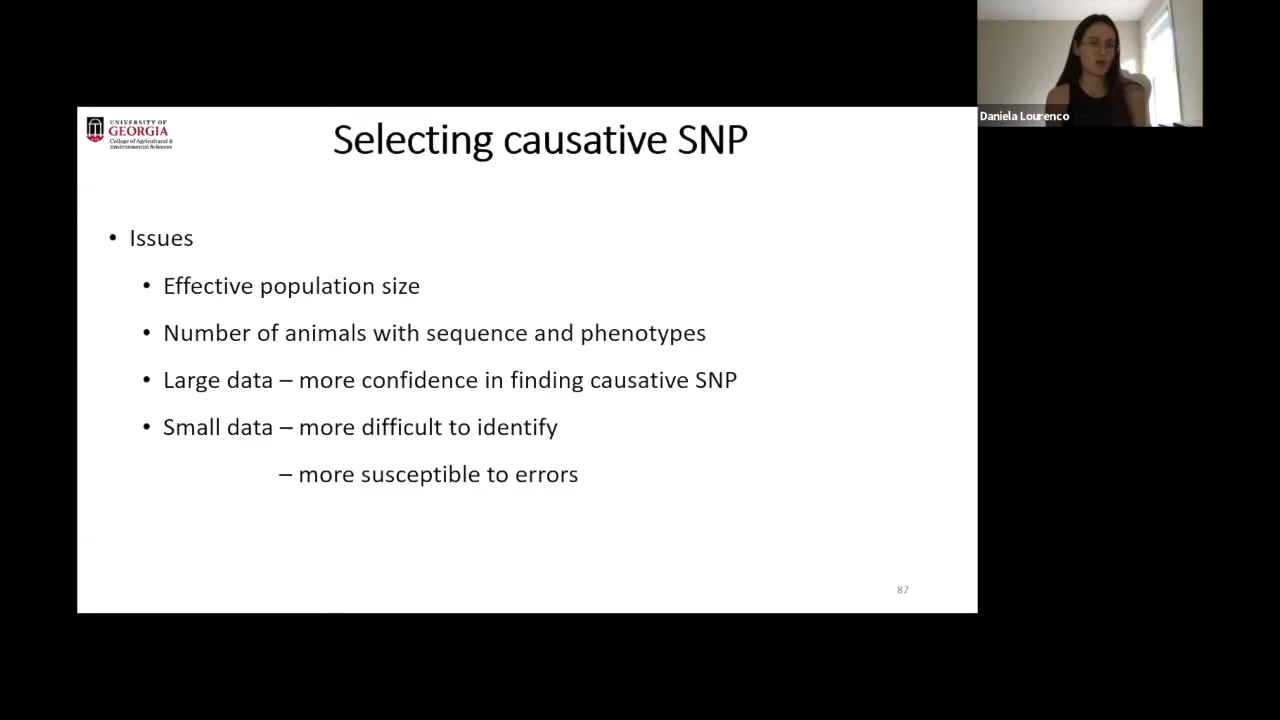 Daniela Lourenco
UNIVERSITY OF
GEORGIA
College of Agricultural &
Environmental Sciences
Selecting causative SNP
• Issues
• Effective population size
• Number of animals with sequence and phenotypes
• Large data – more confidence in finding causative SNP
• Small data – more difficult to identify
– more susceptible to errors
87